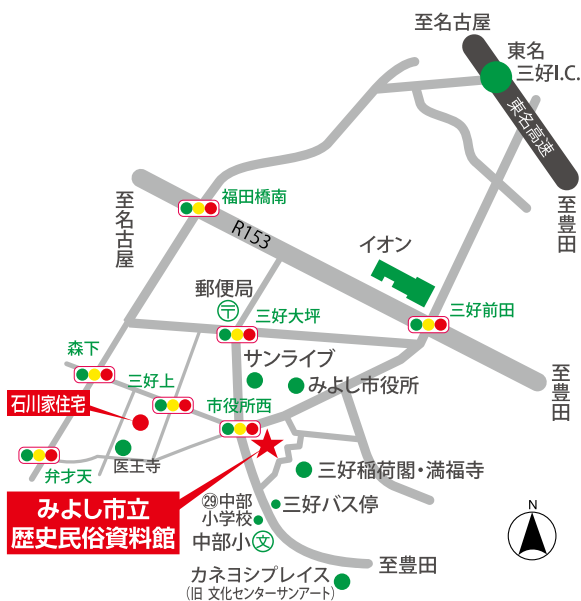 至名古屋
東名
三好I.C.
東名高速
至豊田
至名古屋
福田橋南
R153
イオン
郵便局
〒
三好大坪
三好前田
森下
三好上
サンライブ
みよし市役所
至豊田
石川家住宅
市役所西
医王寺
弁才天
三好稲荷閣・満福寺
みよし市立
歴史民俗資料館
㉙中部
小学校
三好バス停
中部小
文
至豊田
カネヨシプレイス
(旧 文化センターサンアート)
N